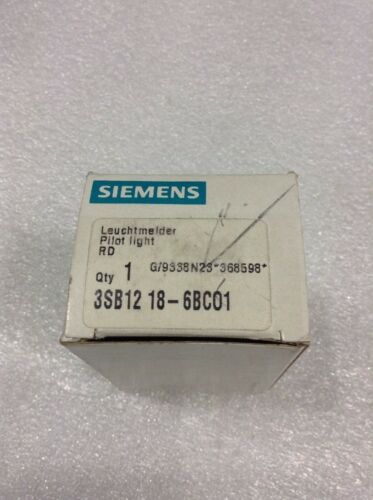 SIEMENS
Leuchtmelder
Pilot light
RD
Qty 1 G/9338N23*368598*
3SB12 18-6BC01